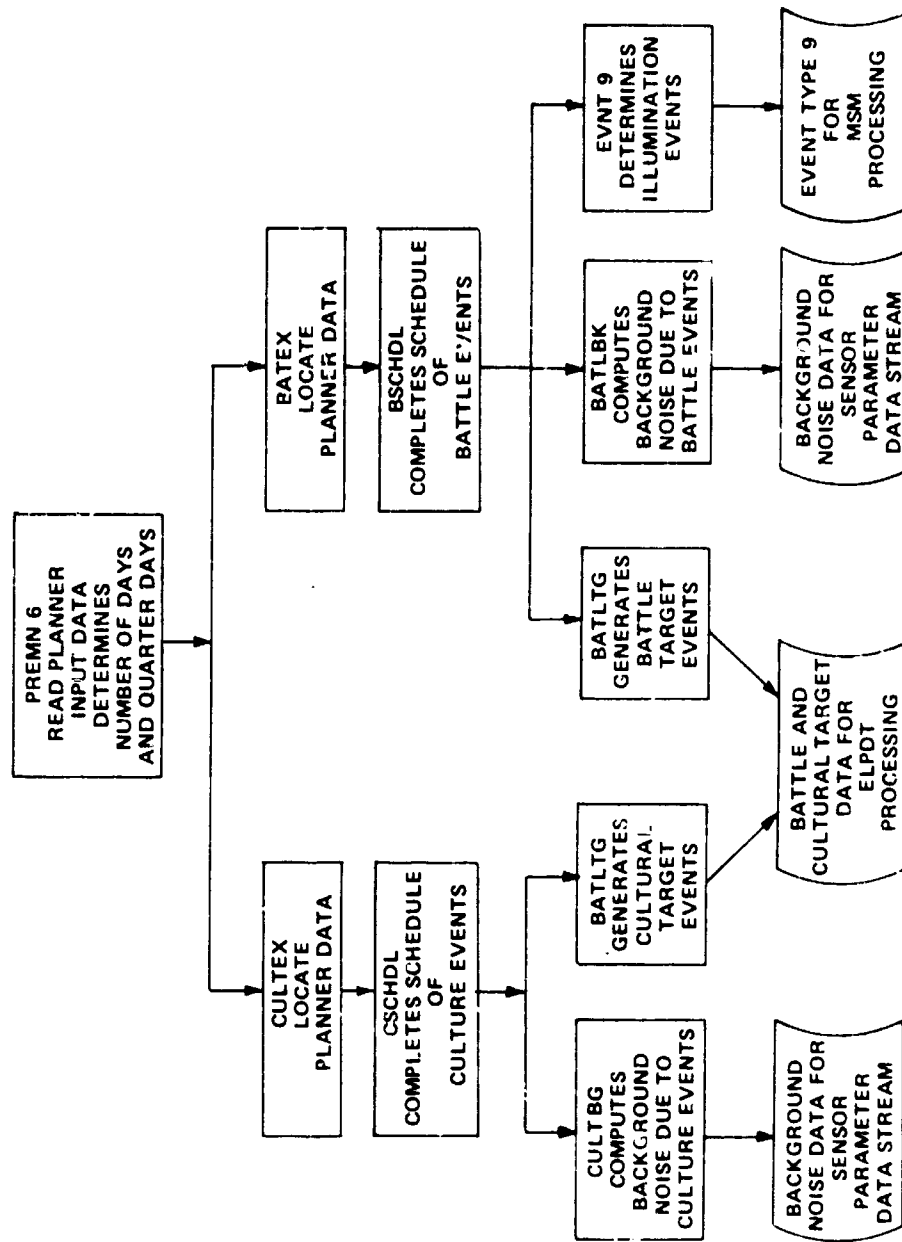 PREMN 6
READ PLANNER
INPUT DATA
DETERMINES
NUMBER OF DAYS
AND QUARTER DAYS
CULTEX
LOCATE
PLANNER DATA
BATEX
LOCATE
PLANNER DATA
CSCHDL
COMPLETES SCHEDULE
OF
CULTURE EVENTS
BSCHDL
COMPLETES SCHEDULE
OF
BATTLE EVENTS
CULTBG
COMPUTES
BACKGROUND
NOISE DUE TO
CULTURE EVENTS
BATLTG
GENERATES
CULTURAL
TARGET
EVENTS
BATLTG
GENERATES
BATTLE
TARGET
EVENTS
BATLBK
COMPUTES
BACKGROUND
NOISE DUE TO
BATTLE EVENTS
EVNT 9
DETERMINES
ILLUMINATION
EVENTS
BACKGROUND
NOISE DATA FOR
SENSOR
PARAMETER
DATA STREAM
BATTLE AND
CULTURAL TARGET
DATA FOR
ELPDT
PROCESSING
BACKGROUND
NOISE DATA FOR
SENSOR
PARAMETER
DATA STREAM
EVENT TYPE 9
FOR
MSM
PROCESSING